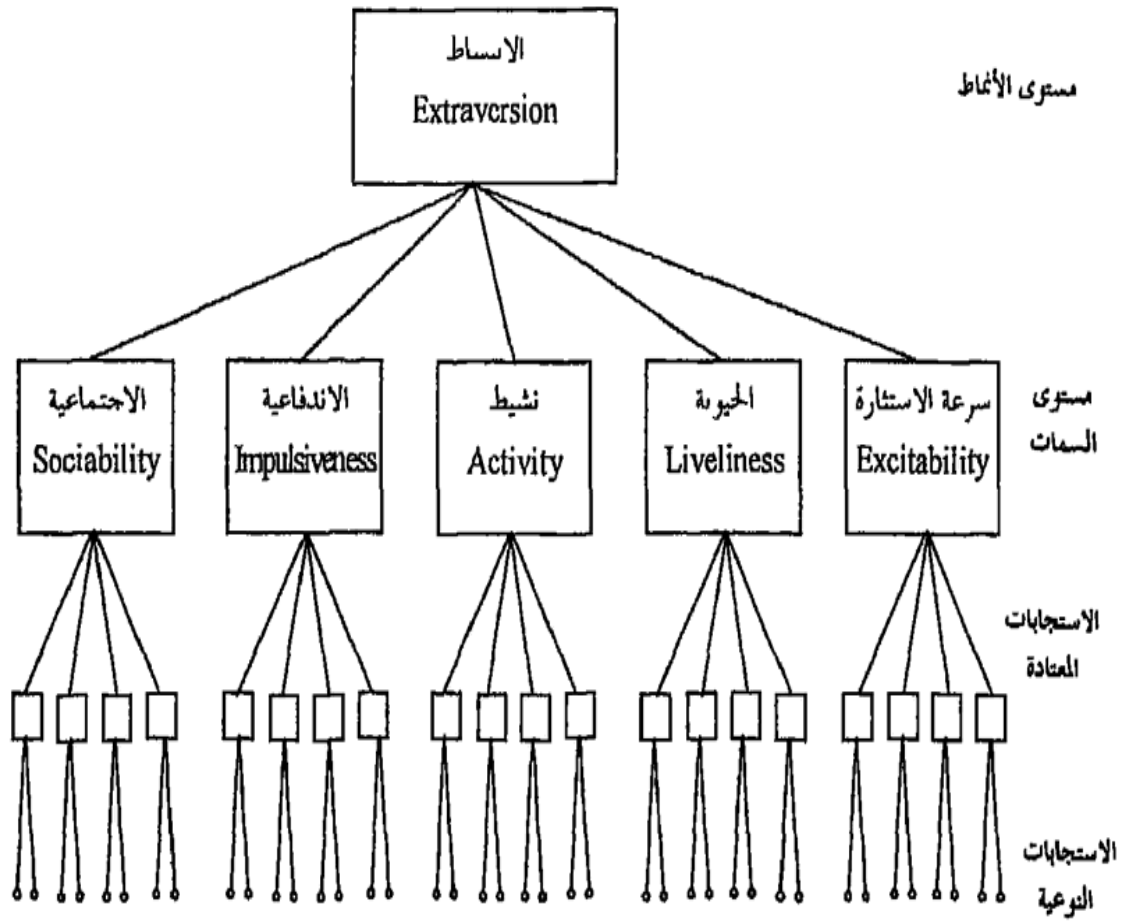 الانبساط
Extraversion
مستوى الأنماط
سرعة الاستثارة
Excitability
الحيوية
Liveliness
نشيط
Activity
الاندفاعية
Impulsiveness
الاجتماعية
Sociability
مستوى
السمات
الاستجابات
المعتادة
الاستجابات
النوعية